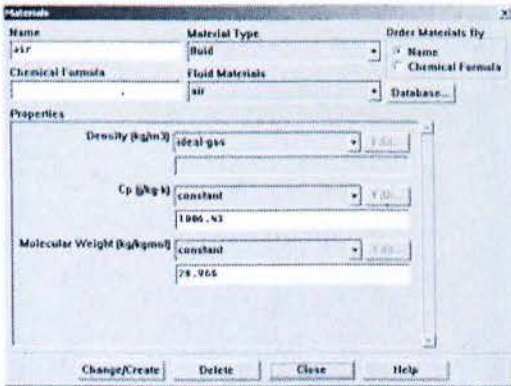 Materials
Name
Material Type
Order Materials By
air
fluid
Name
Chemical Formula
Fluid Materials
Chemical Formula
air
Database...
Properties
Density (kg/m3)
ideal-gas
Edit...
Cp (j/kg-k)
constant
Edit...
1006.43
Molecular Weight (kg/kgmol)
constant
Edit...
28.966
Change/Create
Delete
Close
Help